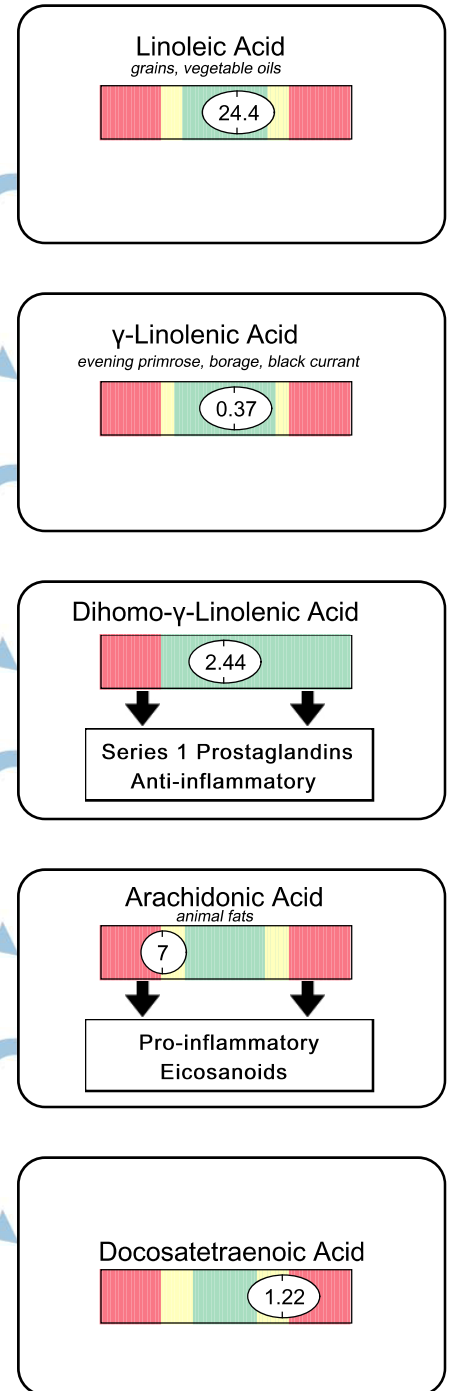 Linoleic Acid
grains, vegetable oils
24.4
γ-Linolenic Acid
evening primrose, borage, black currant
0.37
Dihomo-γ-Linolenic Acid
2.44
Series 1 Prostaglandins
Anti-inflammatory
Arachidonic Acid
animal fats
7
Pro-inflammatory
Eicosanoids
Docosatetraenoic Acid
1.22